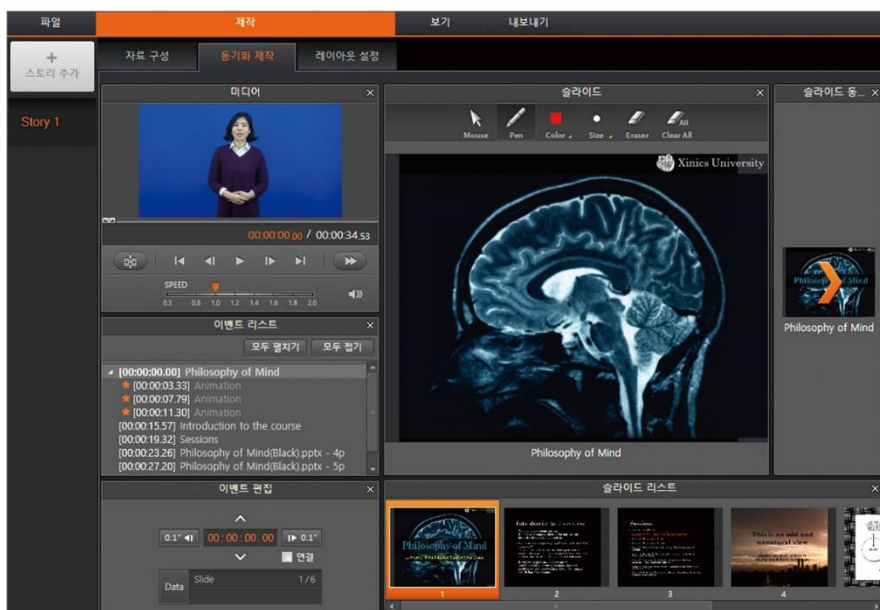 파일 제작 보기 내보내기
+
스토리 추가
Story 1
자료 구성 동기화 제작 레이아웃 설정
미디어
00:00:00.00 / 00:00:34.53
SPEED
0.5 0.8 1.0 1.2 1.4 1.6 1.8 2.0
이벤트 리스트
모두 펼치기 모두 접기
[00:00:00.00] Philosophy of Mind
[00:00:03.33] Animation
[00:00:07.79] Animation
[00:00:11.30] Animation
[00:00:15.57] Introduction to the course
[00:00:19.32] Sessions
[00:00:23.26] Philosophy of Mind(Black).pptx - 4p
[00:00:27.20] Philosophy of Mind(Black).pptx - 5p
이벤트 편집
0.1" 00:00:00.00 0.1"
연결
Data Slide 1/6
슬라이드
Mouse Pen Color Size Eraser Clear All
All
Xinics University
Philosophy of Mind
슬라이드 동...
Philosophy of Mind
Philosophy of Mind
슬라이드 리스트
Philosophy of Mind
Introduction to the course
Sessions
This is an odd and
unnatural view
1 2 3 4